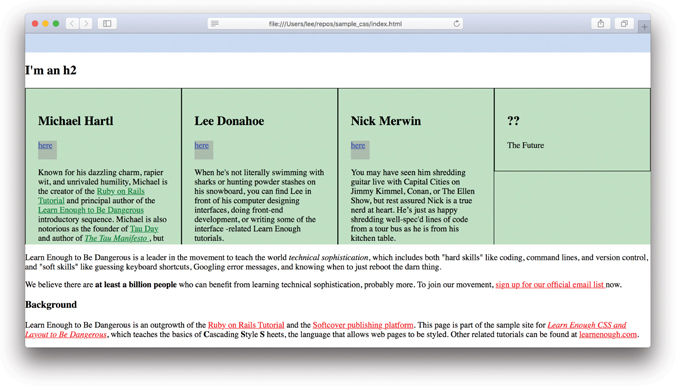 file:///Users/lee/repos/sample_css/index.html
I'm an h2
Michael Hartl
here
Known for his dazzling charm, rapier
wit, and unrivaled humility, Michael is
the creator of the Ruby on Rails
Tutorial and principal author of the
Learn Enough to Be Dangerous
introductory sequence. Michael is also
notorious as the founder of Tau Day
and author of The Tau Manifesto , but
Lee Donahoe
here
When he's not literally swimming with
sharks or hunting powder stashes on
his snowboard, you can find Lee in
front of his computer designing
interfaces, doing front-end
development, or writing some of the
interface -related Learn Enough
tutorials.
Nick Merwin
here
You may have seen him shredding
guitar live with Capital Cities on
Jimmy Kimmel, Conan, or The Ellen
Show, but rest assured Nick is a true
nerd at heart. He's just as happy
shredding well-spec'd lines of code
from a tour bus as he is from his
kitchen table.
??
The Future
Learn Enough to Be Dangerous is a leader in the movement to teach the world technical sophistication, which includes both "hard skills" like coding, command lines, and version control,
and "soft skills" like guessing keyboard shortcuts, Googling error messages, and knowing when to just reboot the darn thing.
We believe there are at least a billion people who can benefit from learning technical sophistication, probably more. To join our movement, sign up for our official email list now.
Background
Learn Enough to Be Dangerous is an outgrowth of the Ruby on Rails Tutorial and the Softcover publishing platform. This page is part of the sample site for Learn Enough CSS and
Layout to Be Dangerous, which teaches the basics of Cascading Style S heets, the language that allows web pages to be styled. Other related tutorials can be found at learnenough.com.